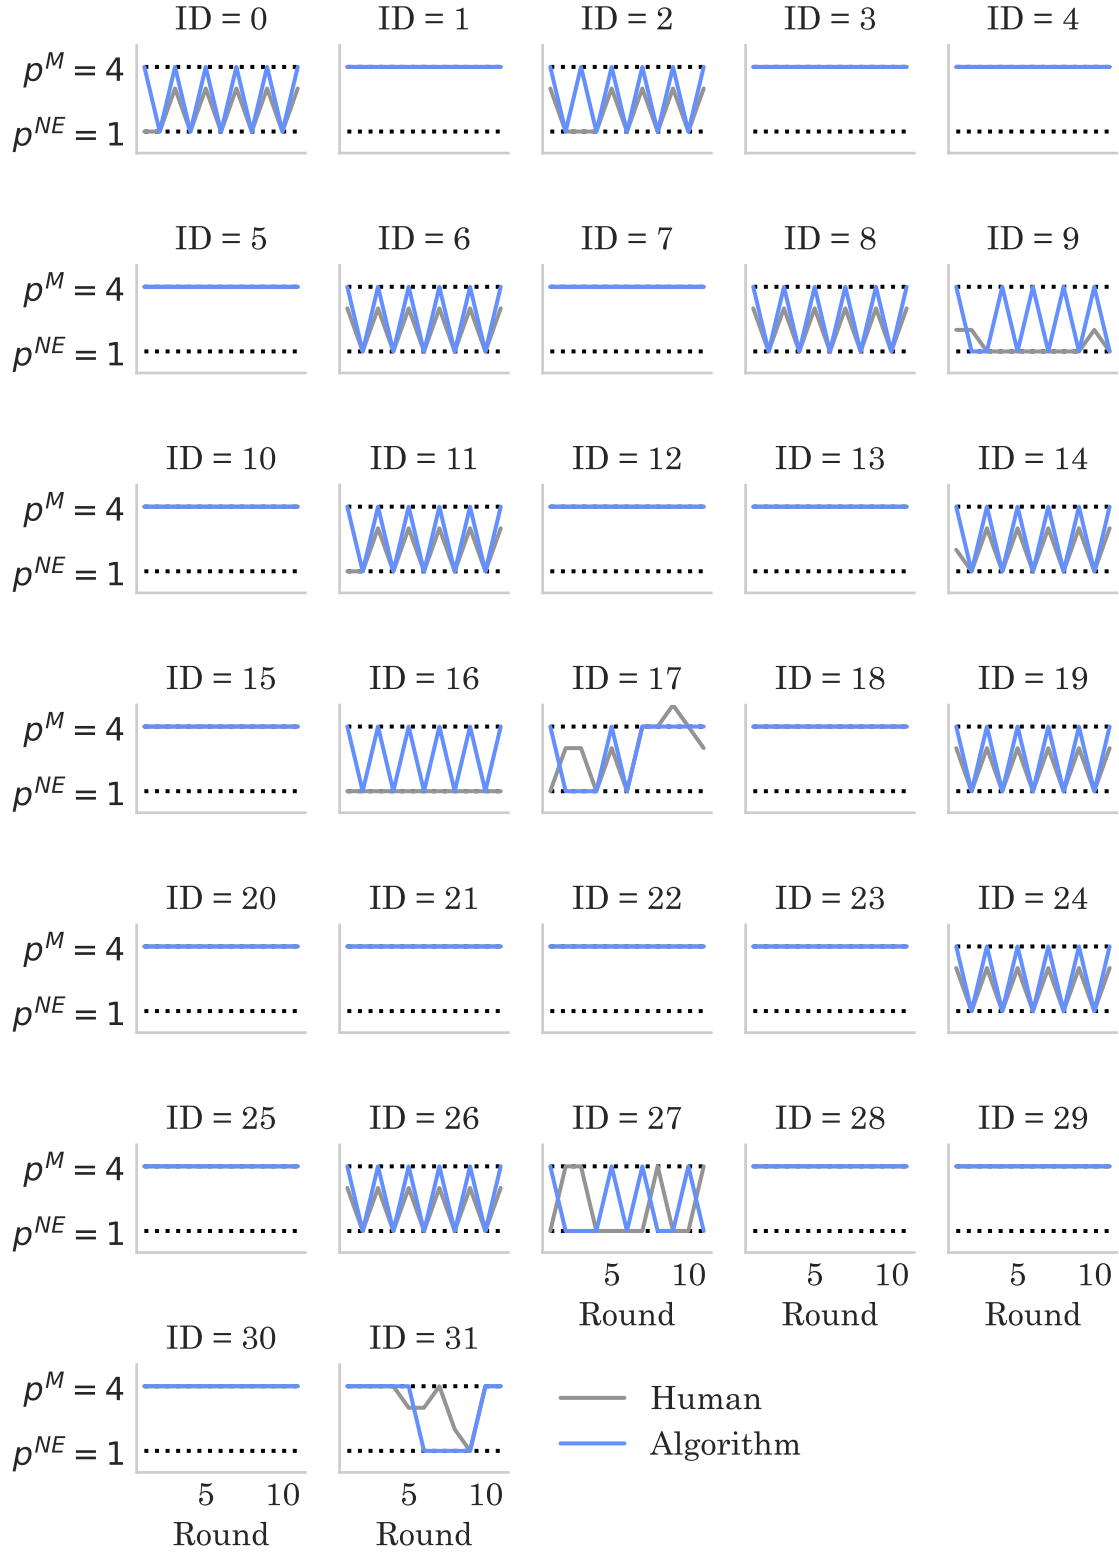 ID = 0 ID = 1 ID = 2 ID = 3 ID = 4
p^M = 4
p^NE = 1
ID = 5 ID = 6 ID = 7 ID = 8 ID = 9
p^M = 4
p^NE = 1
ID = 10 ID = 11 ID = 12 ID = 13 ID = 14
p^M = 4
p^NE = 1
ID = 15 ID = 16 ID = 17 ID = 18 ID = 19
p^M = 4
p^NE = 1
ID = 20 ID = 21 ID = 22 ID = 23 ID = 24
p^M = 4
p^NE = 1
ID = 25 ID = 26 ID = 27 ID = 28 ID = 29
p^M = 4
p^NE = 1
5 10 5 10 5 10
Round Round Round
ID = 30 ID = 31
p^M = 4
p^NE = 1
5 10 5 10
Round Round
Human
Algorithm